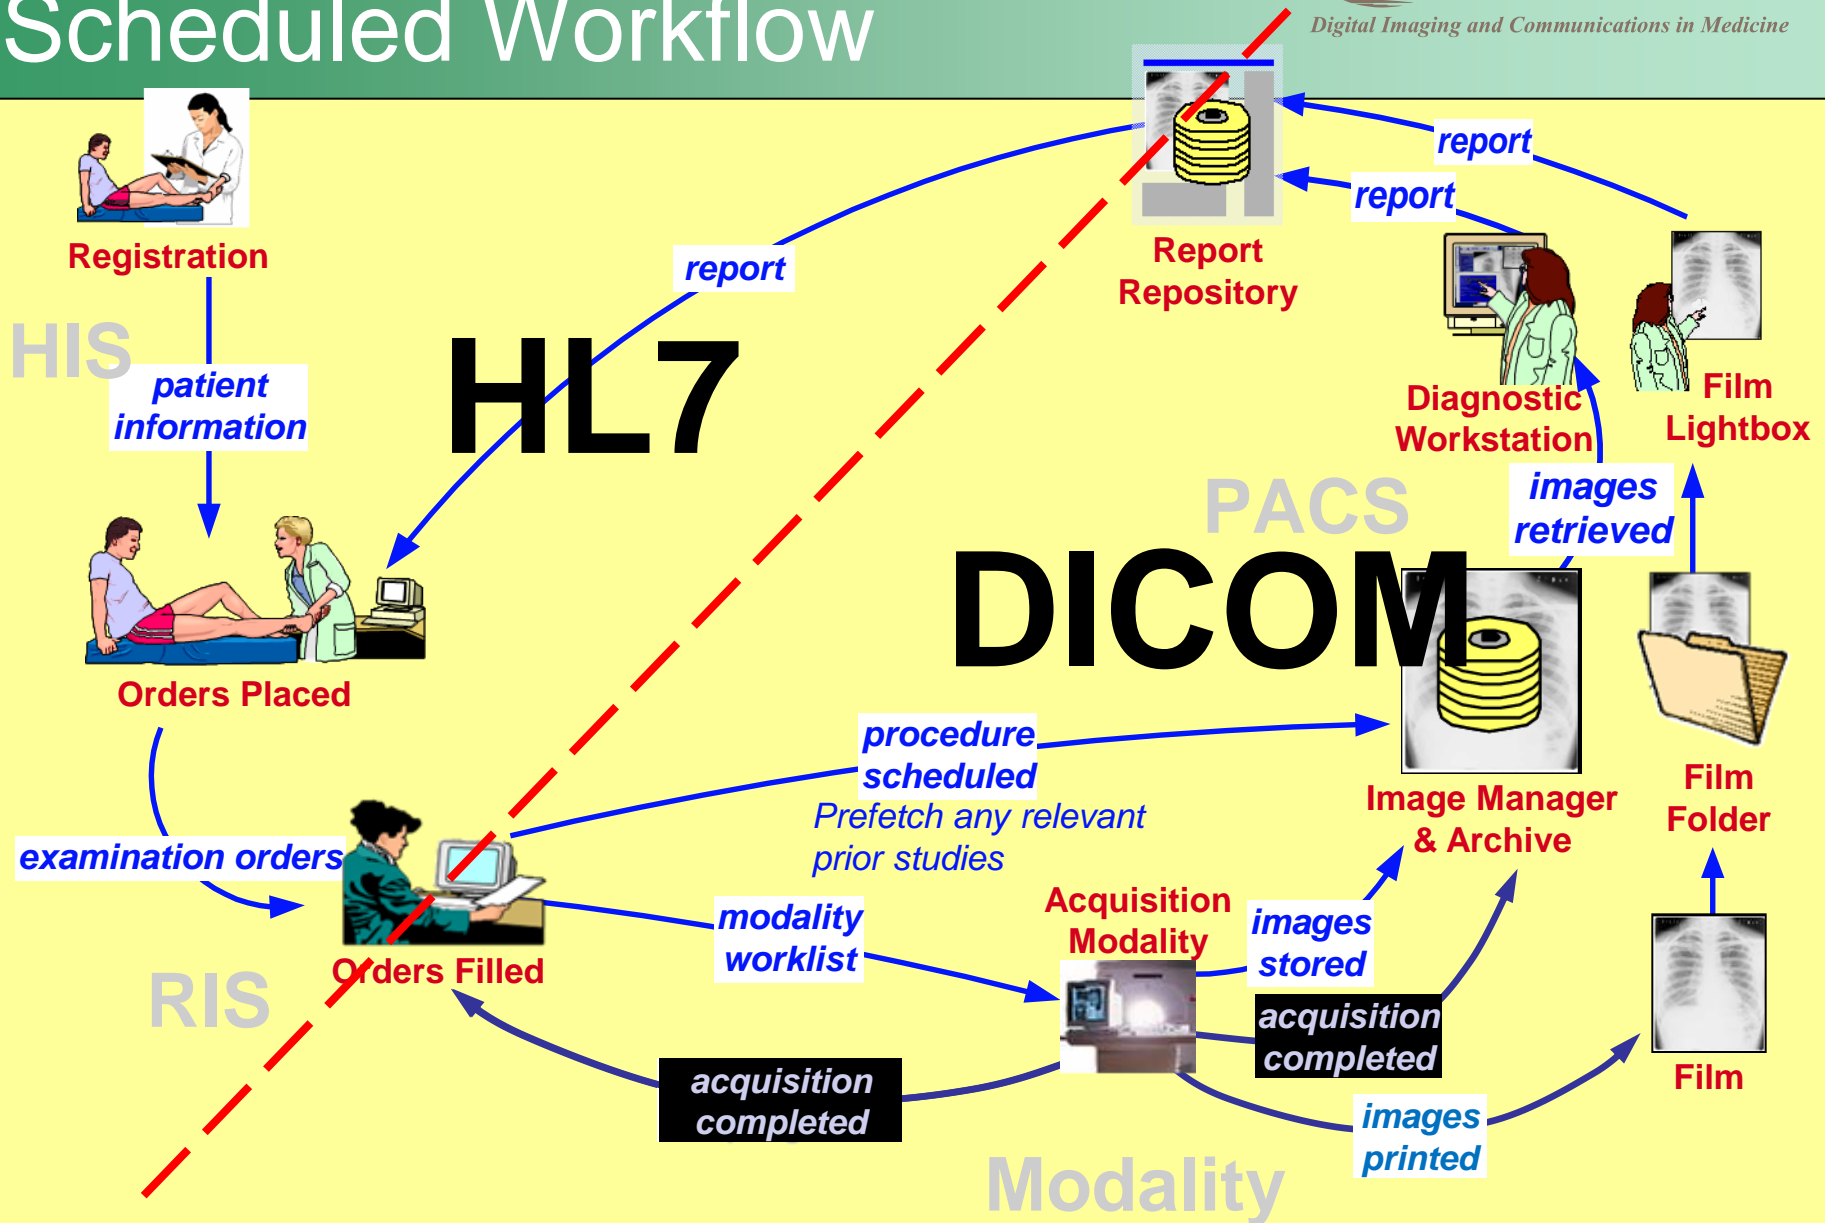 Scheduled Workflow
Digital Imaging and Communications in Medicine
Registration
HIS
patient
information
report
HL7
Report
Repository
report
report
Diagnostic
Workstation
Film
Lightbox
PACS
images
retrieved
DICOM
Orders Placed
procedure
scheduled
Prefetch any relevant
prior studies
Image Manager
& Archive
Film
Folder
examination orders
Orders Filled
RIS
modality
worklist
Acquisition
Modality
images
stored
acquisition
completed
acquisition
completed
images
printed
Film
Modality